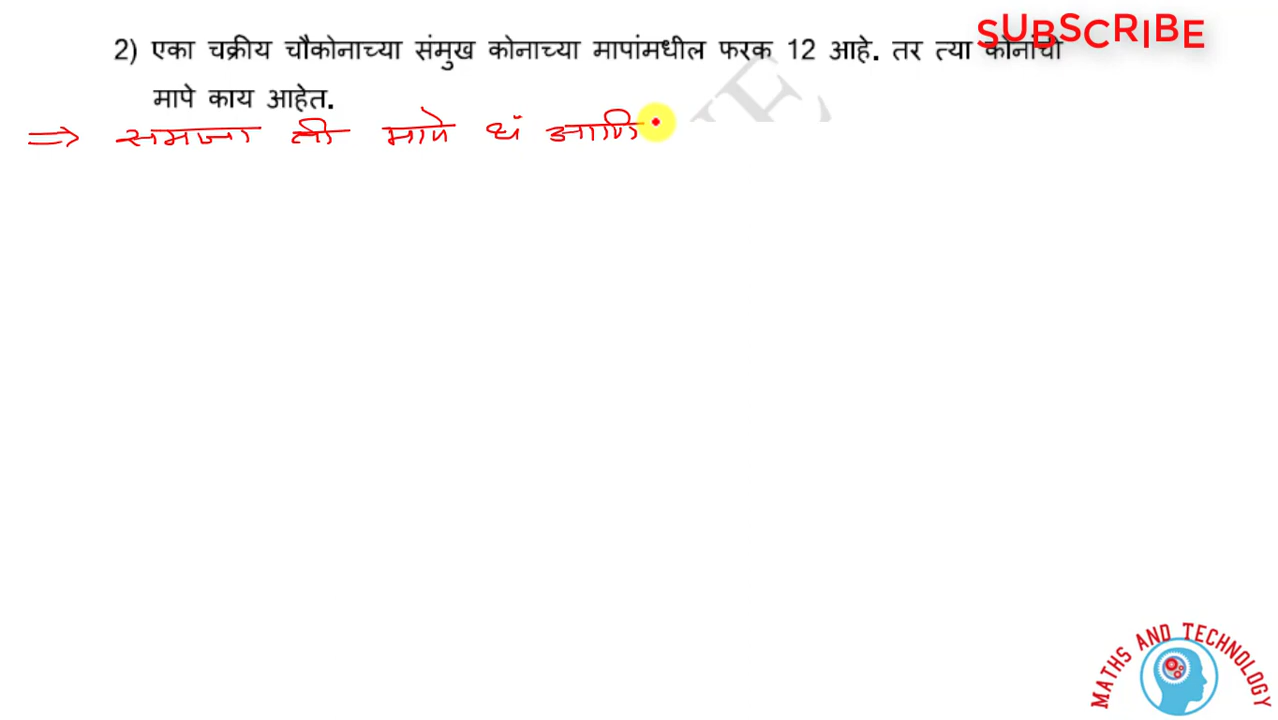 SUBSCRIBE
2) एका चक्रीय चौकोनाच्या संमुख कोनाच्या मापांमधील फरक 12 आहे. तर त्या कोनांची
मापे काय आहेत.
⇒ समजा ती मापे आणि
MATHS AND TECHNOLOGY